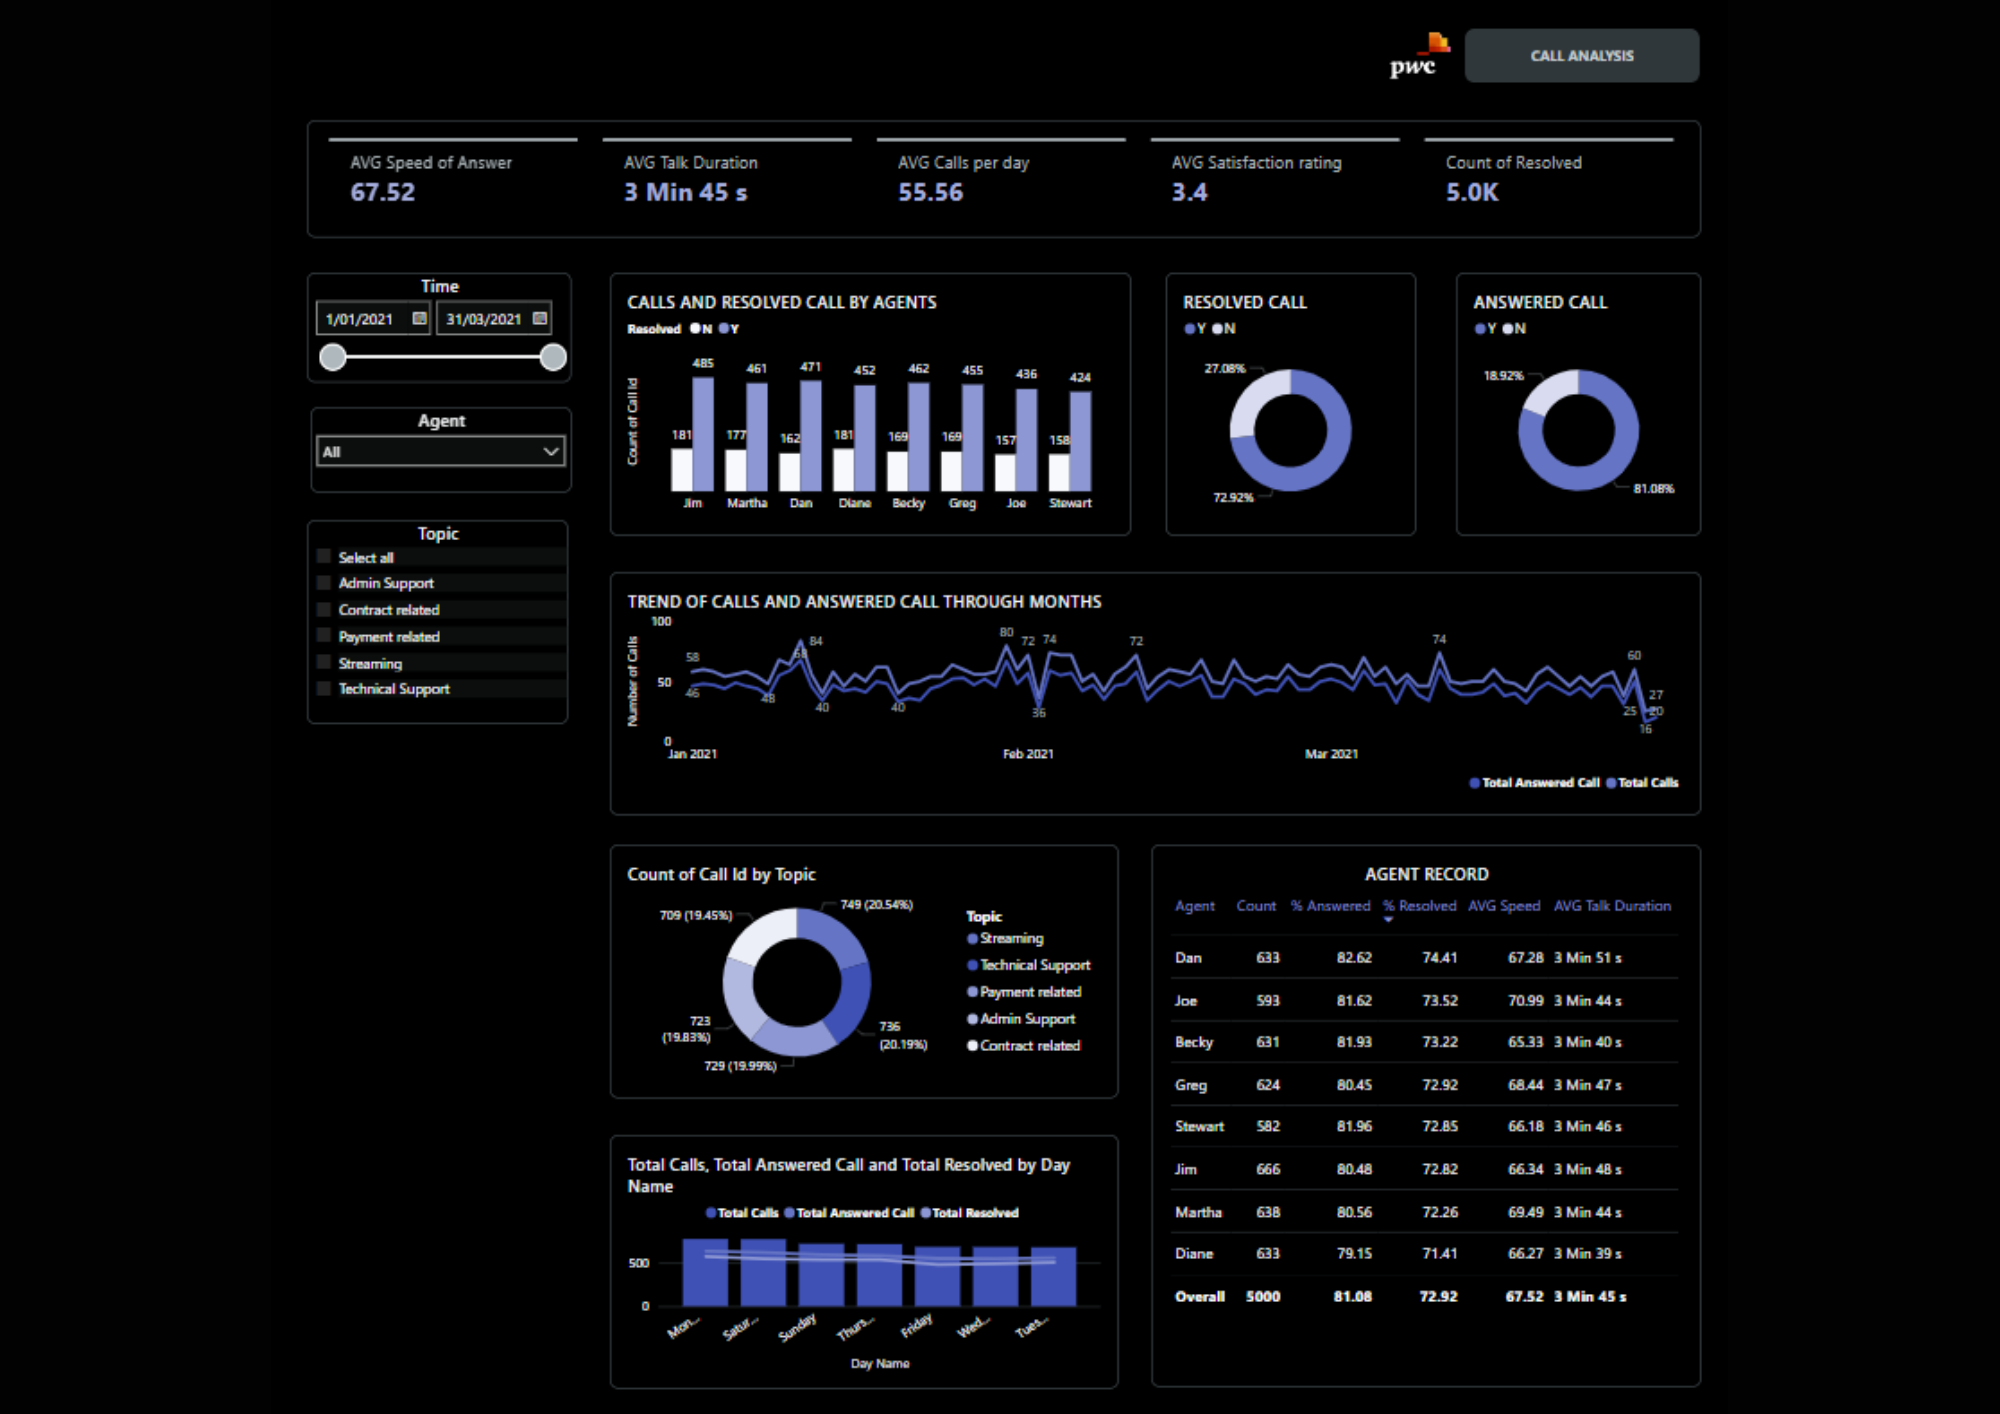 pwc
CALL ANALYSIS
AVG Speed of Answer
67.52
AVG Talk Duration
3 Min 45 s
AVG Calls per day
55.56
AVG Satisfaction rating
3.4
Count of Resolved
5.0K
Time
1/01/2021
31/03/2021
Agent
All
Topic
Select all
Admin Support
Contract related
Payment related
Streaming
Technical Support
CALLS AND RESOLVED CALL BY AGENTS
Resolved N Y
Count of Call Id
485 461 471 452 462 455 436 424
181 177 162 181 169 169 157 158
Jim Martha Dan Diane Becky Greg Joe Stewart
RESOLVED CALL
Y N
27.08%
72.92%
ANSWERED CALL
Y N
18.92%
81.08%
TREND OF CALLS AND ANSWERED CALL THROUGH MONTHS
Number of Calls
100
50
0
58 84 80 72 74 72 74 60
46 68 48 40 40 36 25 27 20 16
Jan 2021 Feb 2021 Mar 2021
Total Answered Call Total Calls
Count of Call Id by Topic
749 (20.54%)
709 (19.45%)
723
(19.83%)
736
(20.19%)
729 (19.99%)
Topic
Streaming
Technical Support
Payment related
Admin Support
Contract related
Total Calls, Total Answered Call and Total Resolved by Day
Name
Total Calls Total Answered Call Total Resolved
500
0
Mon... Satur... Sunday Thurs... Friday Wed... Tues...
Day Name
AGENT RECORD
Agent Count % Answered % Resolved AVG Speed AVG Talk Duration
Dan 633 82.62 74.41 67.28 3 Min 51 s
Joe 593 81.62 73.52 70.99 3 Min 44 s
Becky 631 81.93 73.22 65.33 3 Min 40 s
Greg 624 80.45 72.92 68.44 3 Min 47 s
Stewart 582 81.96 72.85 66.18 3 Min 46 s
Jim 666 80.48 72.82 66.34 3 Min 48 s
Martha 638 80.56 72.26 69.49 3 Min 44 s
Diane 633 79.15 71.41 66.27 3 Min 39 s
Overall 5000 81.08 72.92 67.52 3 Min 45 s